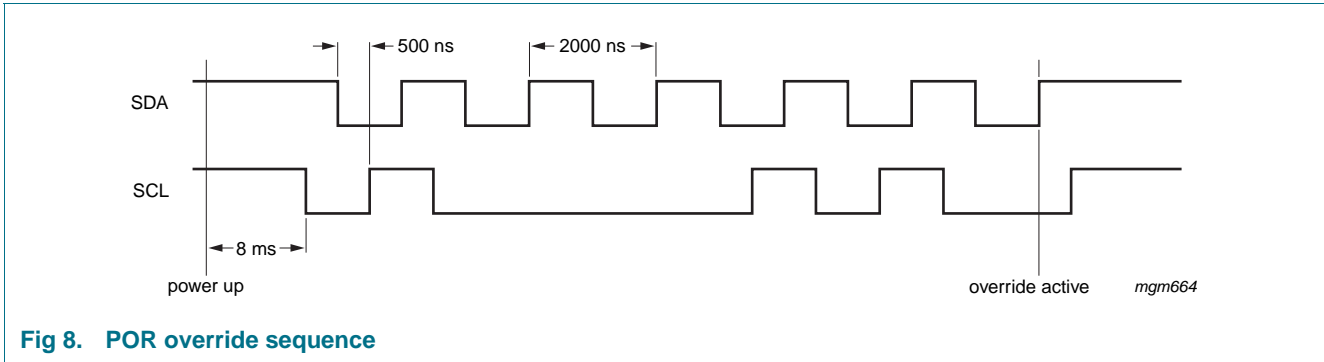 500 ns
2000 ns
SDA
SCL
8 ms
power up
override active
mgm664
Fig 8. POR override sequence